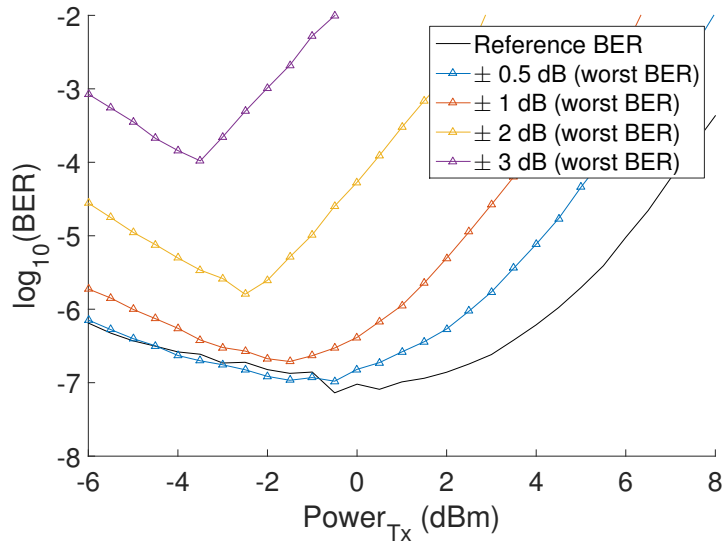 -2
-3
-4
-5
-6
-7
-8
log10(BER)
-6 -4 -2 0 2 4 6 8
PowerTx (dBm)
Reference BER
± 0.5 dB (worst BER)
± 1 dB (worst BER)
± 2 dB (worst BER)
± 3 dB (worst BER)